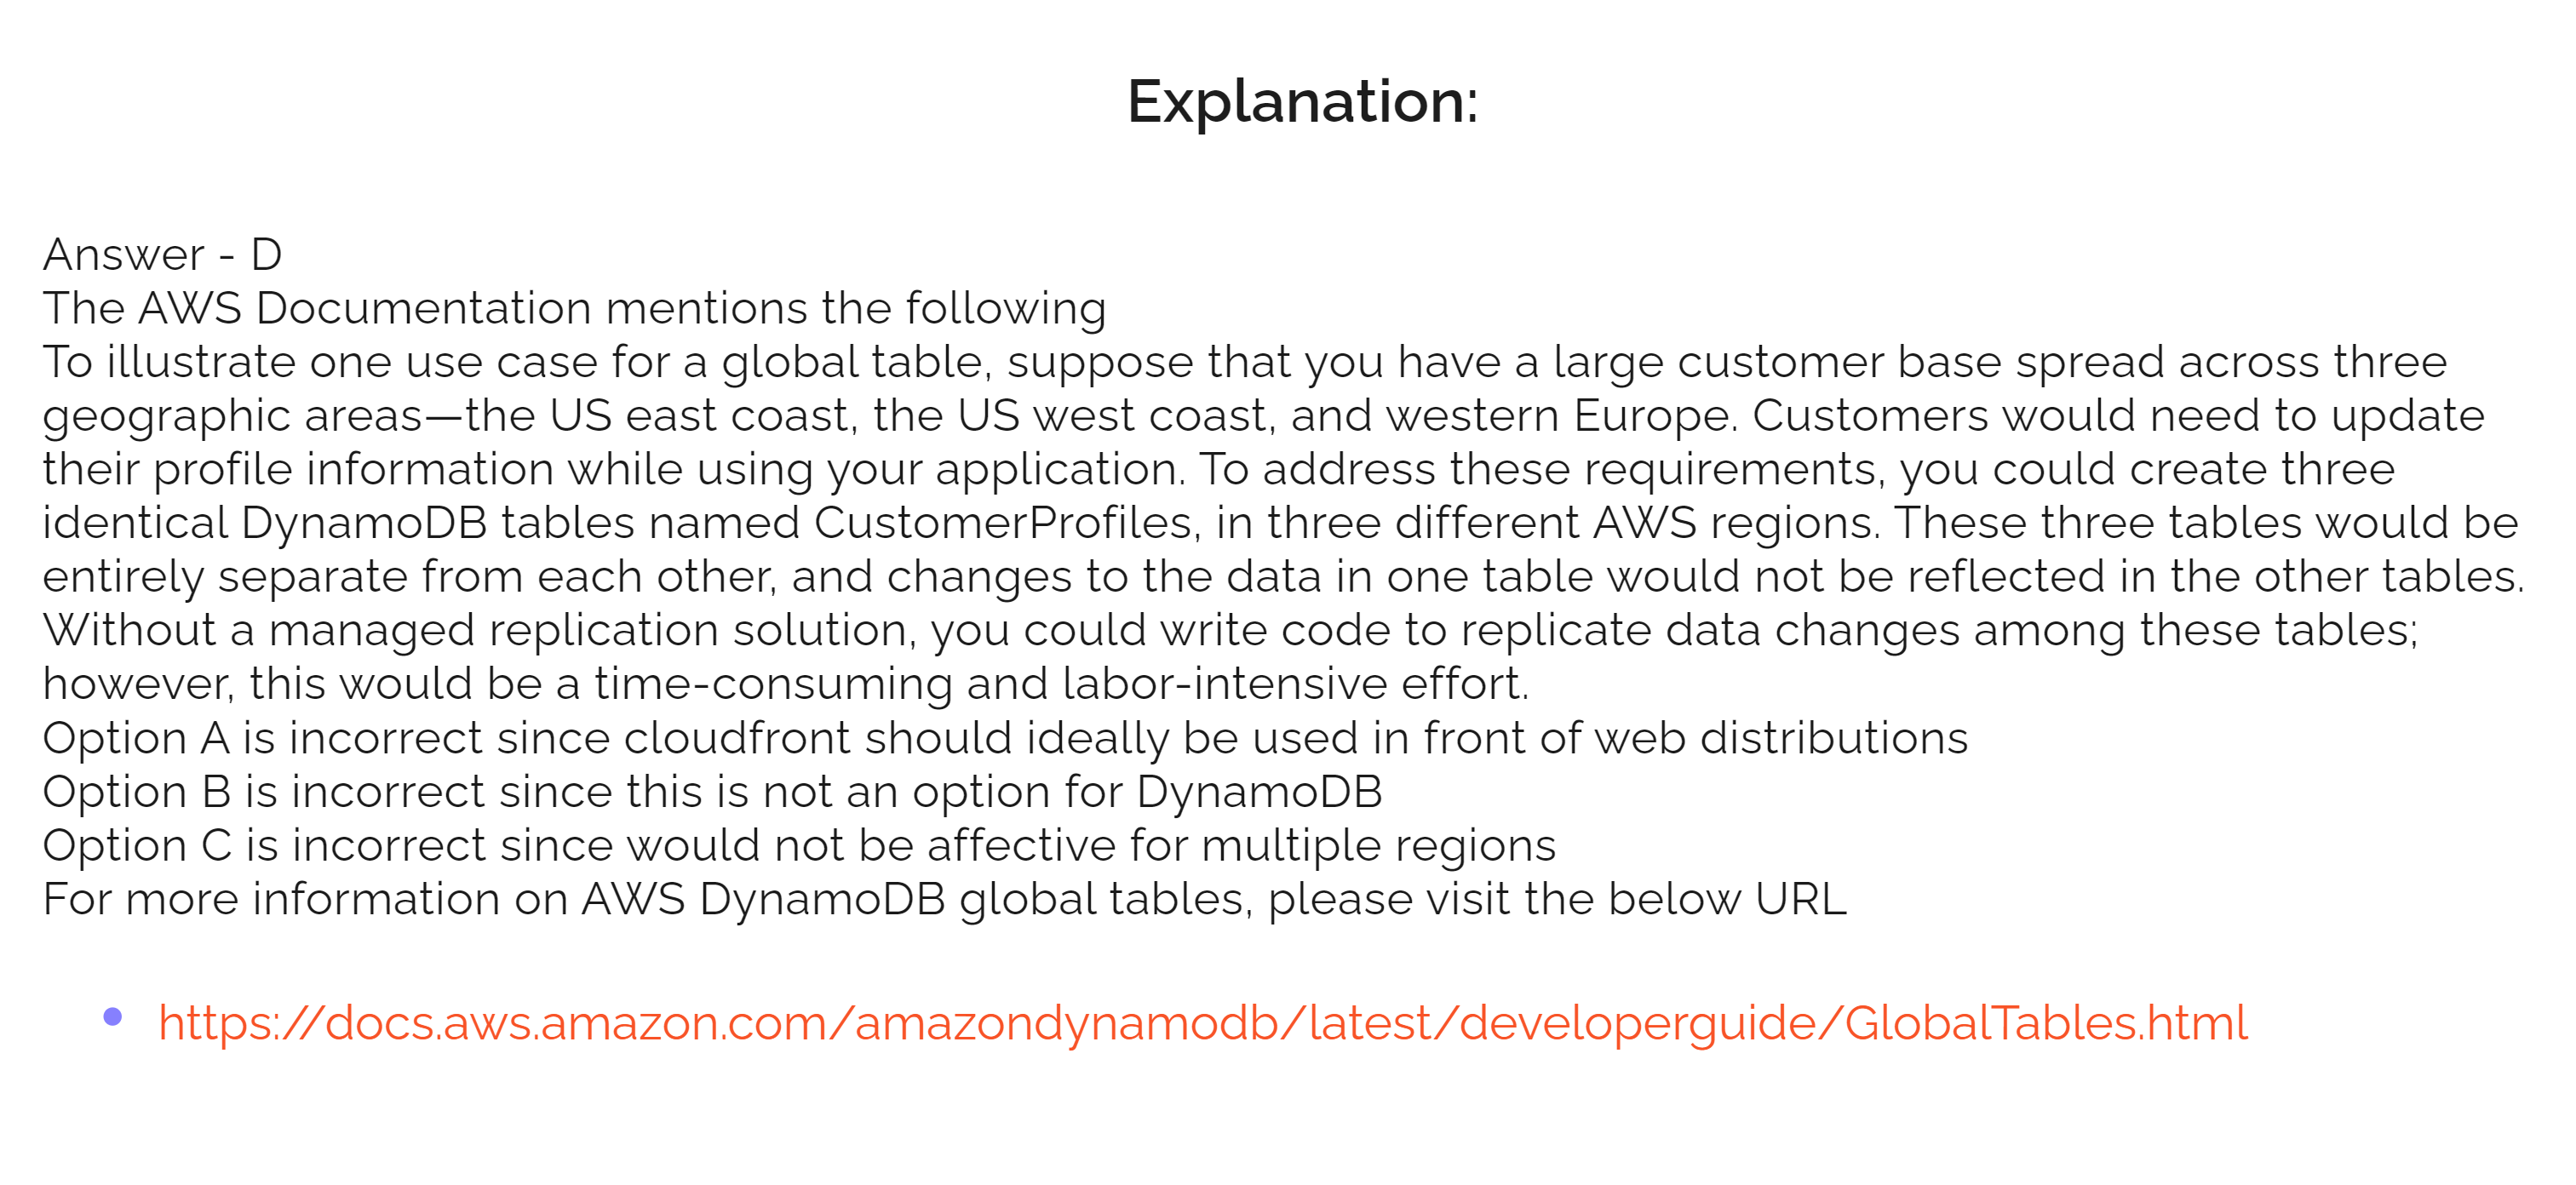 Explanation:
Answer - D
The AWS Documentation mentions the following
To illustrate one use case for a global table, suppose that you have a large customer base spread across three
geographic areas—the US east coast, the US west coast, and western Europe. Customers would need to update
their profile information while using your application. To address these requirements, you could create three
identical DynamoDB tables named CustomerProfiles, in three different AWS regions. These three tables would be
entirely separate from each other, and changes to the data in one table would not be reflected in the other tables.
Without a managed replication solution, you could write code to replicate data changes among these tables;
however, this would be a time-consuming and labor-intensive effort.
Option A is incorrect since cloudfront should ideally be used in front of web distributions
Option B is incorrect since this is not an option for DynamoDB
Option C is incorrect since would not be affective for multiple regions
For more information on AWS DynamoDB global tables, please visit the below URL
• https://docs.aws.amazon.com/amazondynamodb/latest/developerguide/GlobalTables.html